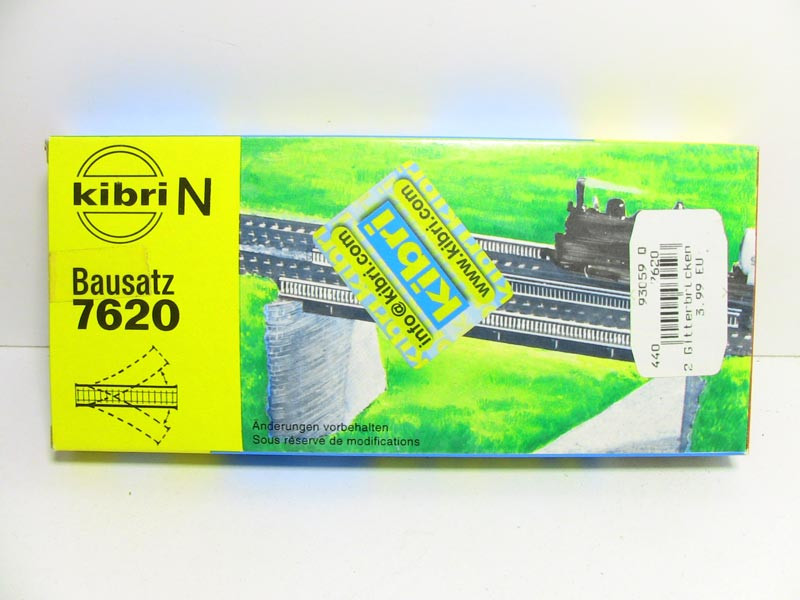 kibri N
Bausatz
7620
www.kibri.com
kibri
info@kibri.com
440
93059 0
7620
2 Gitterbrücken
3.99 EU.
Änderungen vorbehalten
Sous réserve de modifications